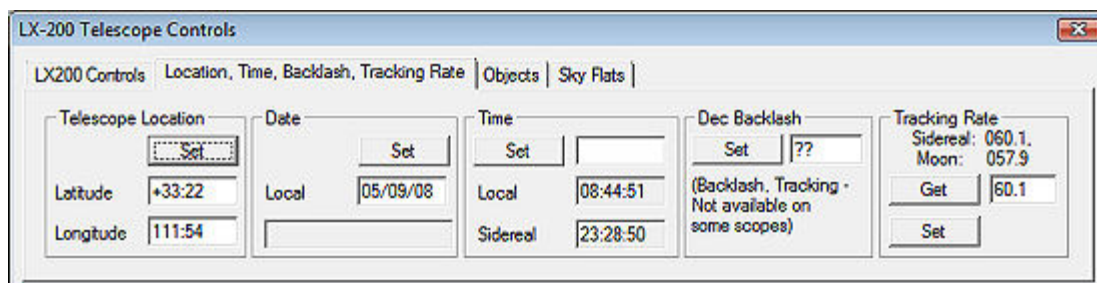 LX-200 Telescope Controls
LX200 Controls Location, Time, Backlash, Tracking Rate Objects Sky Flats
Telescope Location
Set
Latitude +33:22
Longitude 111:54
Date
Set
Local 05/09/08
Time
Set
Local 08:44:51
Sidereal 23:28:50
Dec Backlash
Set ??
(Backlash, Tracking -
Not available on
some scopes)
Tracking Rate
Sidereal: 060.1,
Moon: 057.9
Get 60.1
Set